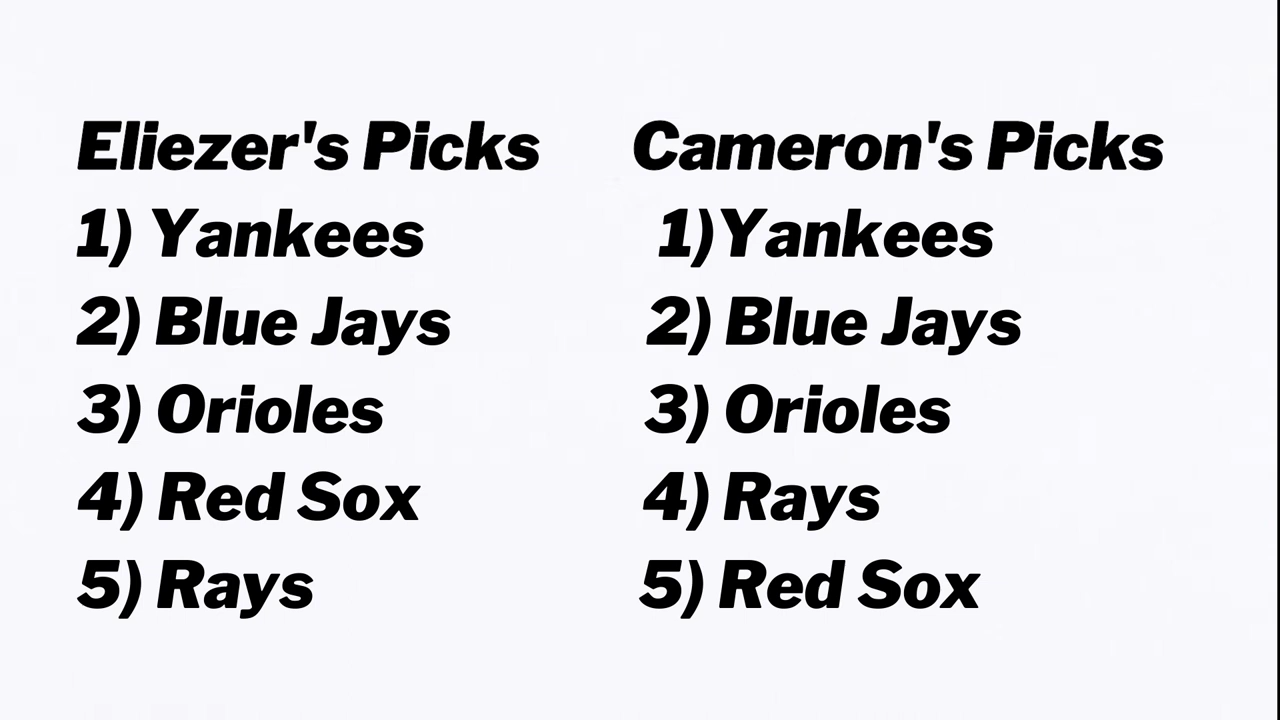 Eliezer's Picks
1) Yankees
2) Blue Jays
3) Orioles
4) Red Sox
5) Rays
Cameron's Picks
1)Yankees
2) Blue Jays
3) Orioles
4) Rays
5) Red Sox